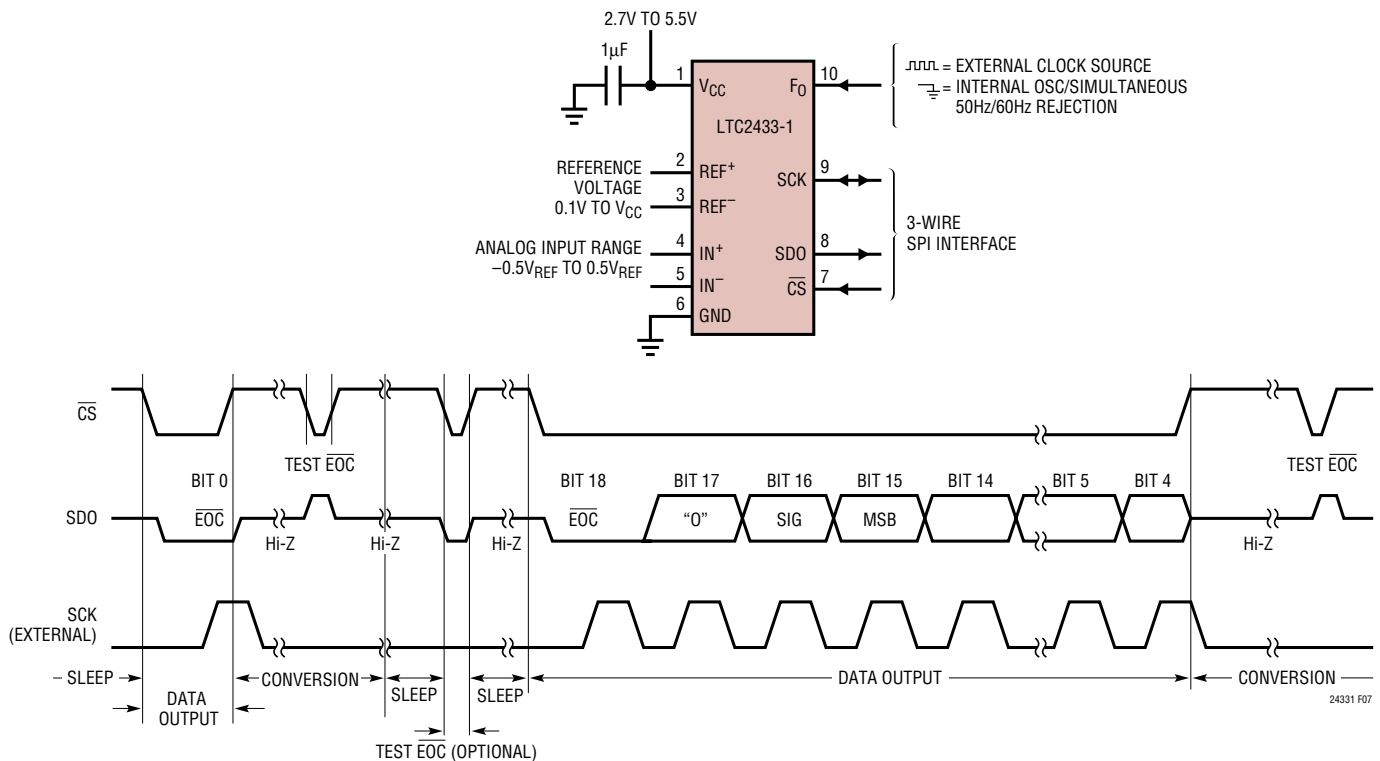 2.7V TO 5.5V
1µF
1
VCC
FO
10
LTC2433-1
= EXTERNAL CLOCK SOURCE
= INTERNAL OSC/SIMULTANEOUS
50Hz/60Hz REJECTION
REFERENCE
VOLTAGE
0.1V TO VCC
2
REF+
3
REF–
SCK
9
ANALOG INPUT RANGE
–0.5VREF TO 0.5VREF
4
IN+
5
IN–
6
GND
SDO
8
CS
7
3-WIRE
SPI INTERFACE
CS
TEST EOC
TEST EOC
BIT 0
BIT 18
BIT 17
BIT 16
BIT 15
BIT 14
BIT 5
BIT 4
SDO
EOC
EOC
“0”
SIG
MSB
Hi-Z
Hi-Z
Hi-Z
Hi-Z
SCK
(EXTERNAL)
SLEEP
DATA
OUTPUT
CONVERSION
SLEEP
SLEEP
DATA OUTPUT
CONVERSION
TEST EOC (OPTIONAL)
24331 F07